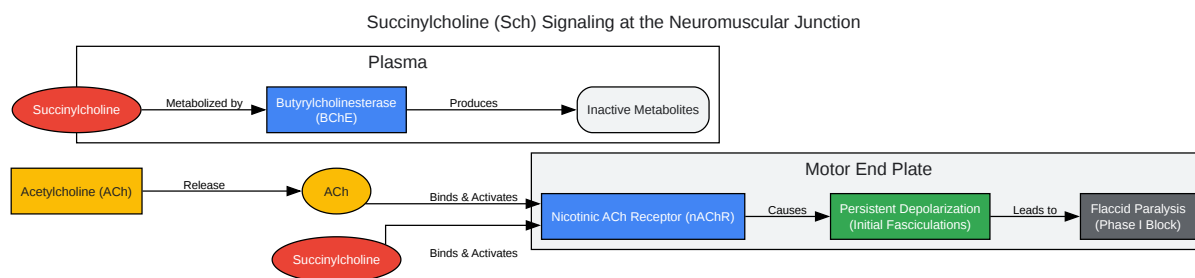 Succinylcholine (Sch) Signaling at the Neuromuscular Junction
Plasma
Succinylcholine
Metabolized by
Butyrylcholinesterase
(BChE)
Produces
Inactive Metabolites
Motor End Plate
Acetylcholine (ACh)
Release
ACh
Binds & Activates
Nicotinic ACh Receptor (nAChR)
Causes
Persistent Depolarization
(Initial Fasciculations)
Leads to
Flaccid Paralysis
(Phase I Block)
Succinylcholine
Binds & Activates